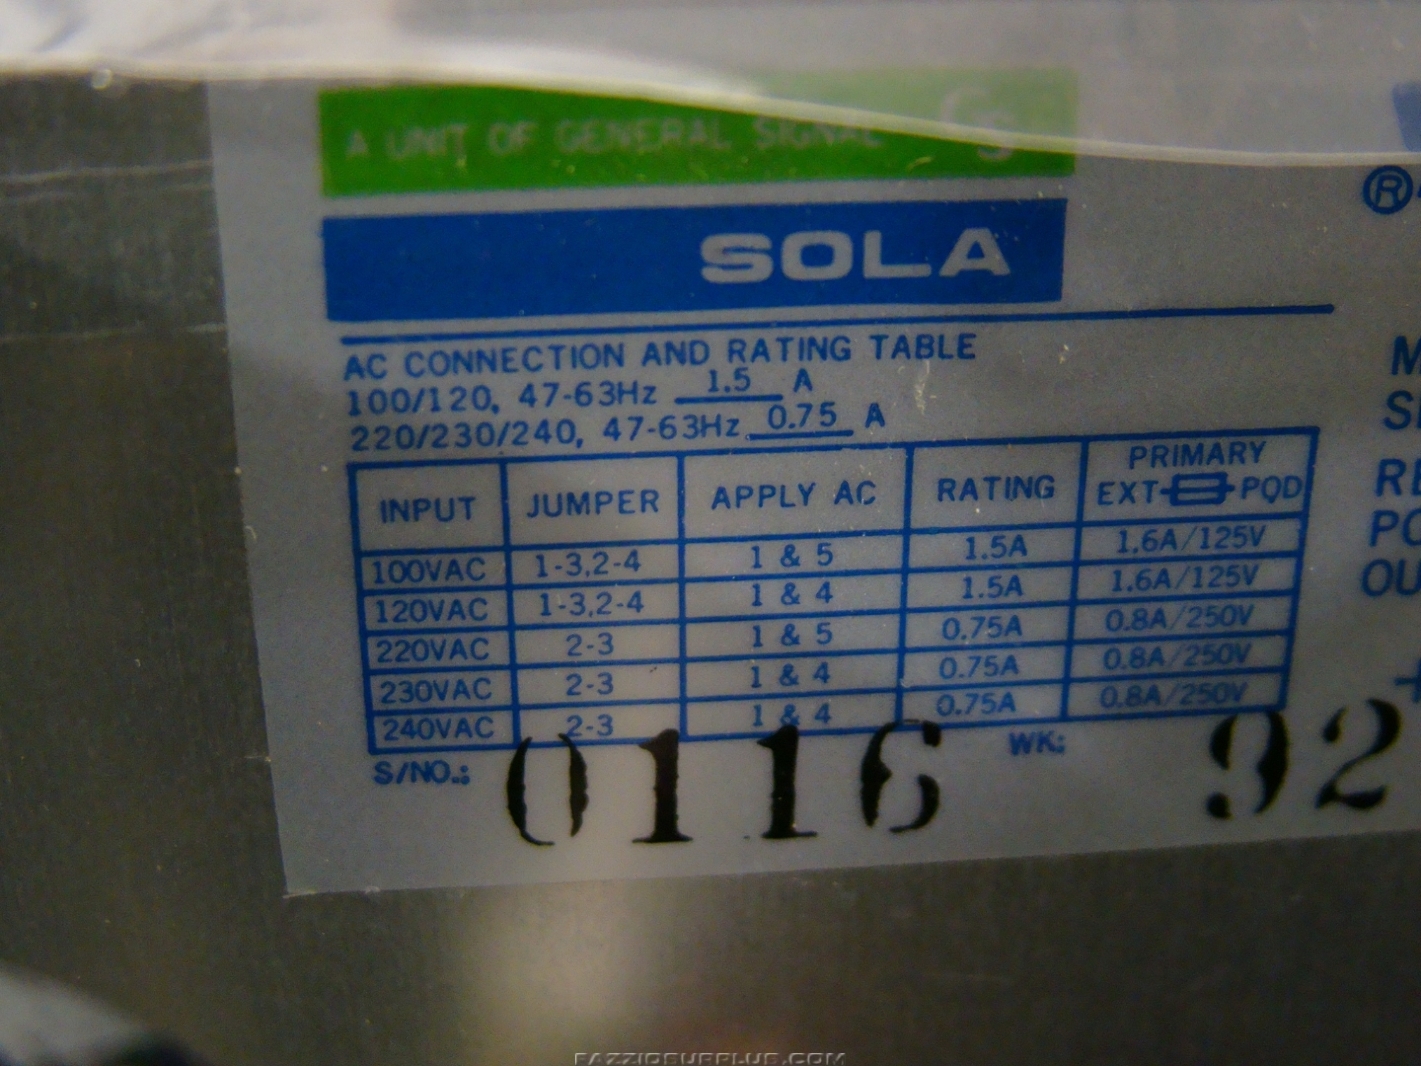 A UNIT OF GENERAL SIGNAL
SOLA
®
AC CONNECTION AND RATING TABLE
100/120, 47-63Hz 1.5 A
220/230/240, 47-63Hz 0.75 A
INPUT JUMPER APPLY AC RATING PRIMARY EXT POD
100VAC 1-3,2-4 1 & 5 1.5A 1.6A/125V
120VAC 1-3,2-4 1 & 4 1.5A 1.6A/125V
220VAC 2-3 1 & 5 0.75A 0.8A/250V
230VAC 2-3 1 & 4 0.75A 0.8A/250V
240VAC 2-3 1 & 4 0.75A 0.8A/250V
S/NO.: 0116 WK: 92
FAZZIOSURPLUS.COM